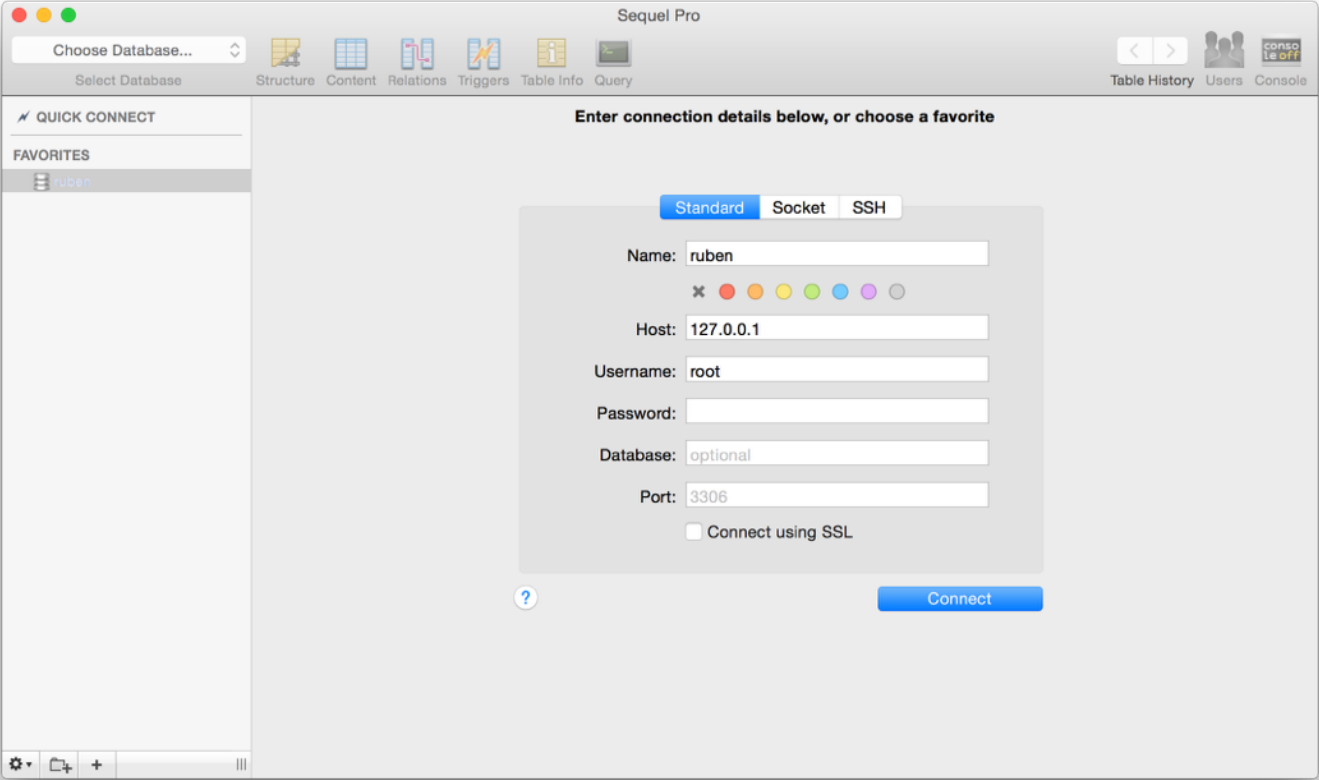 Sequel Pro
Choose Database...
Select Database
Structure
Content
Relations
Triggers
Table Info
Query
Table History
Users
console off
Console
QUICK CONNECT
FAVORITES
ruben
Enter connection details below, or choose a favorite
Standard
Socket
SSH
Name: ruben
Host: 127.0.0.1
Username: root
Password:
Database: optional
Port: 3306
Connect using SSL
?
Connect